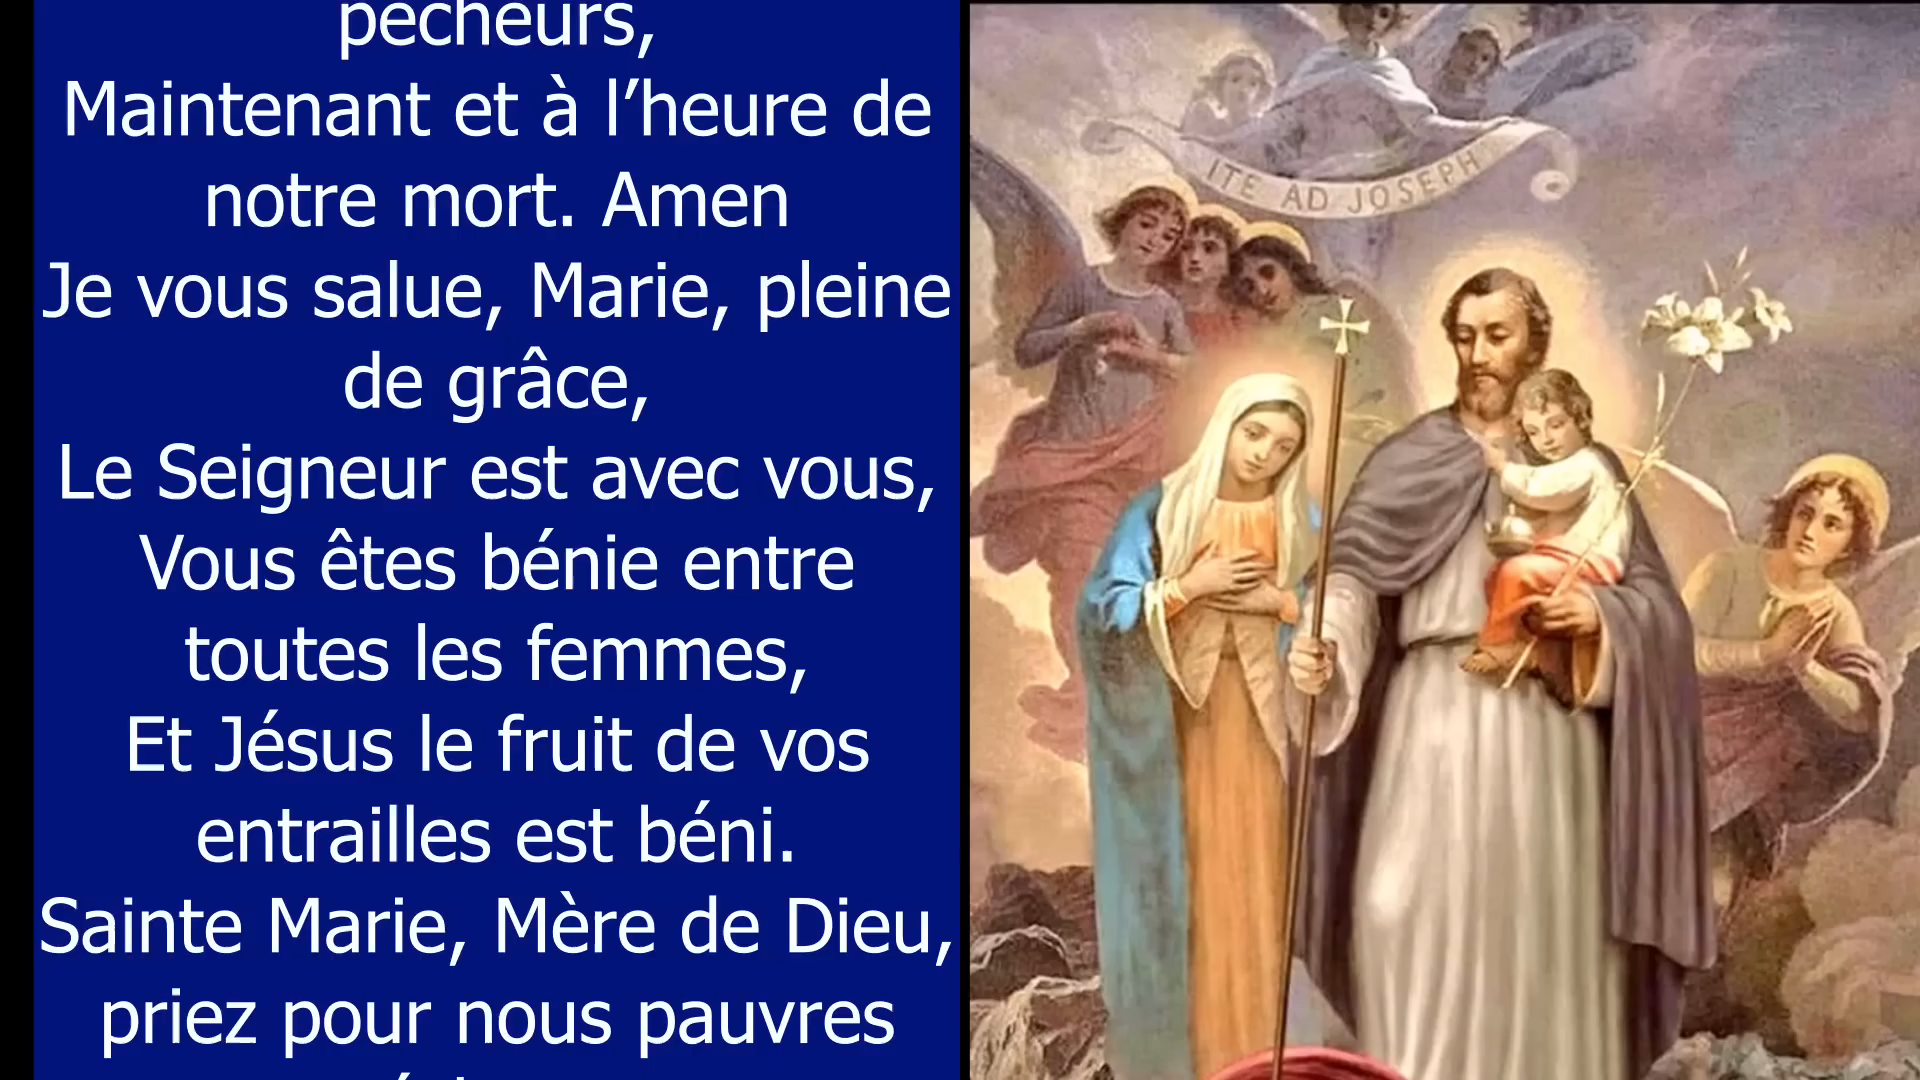 pécheurs,
Maintenant et à l’heure de
notre mort. Amen
Je vous salue, Marie, pleine
de grâce,
Le Seigneur est avec vous,
Vous êtes bénie entre
toutes les femmes,
Et Jésus le fruit de vos
entrailles est béni.
Sainte Marie, Mère de Dieu,
priez pour nous pauvres
ITE AD JOSEPH